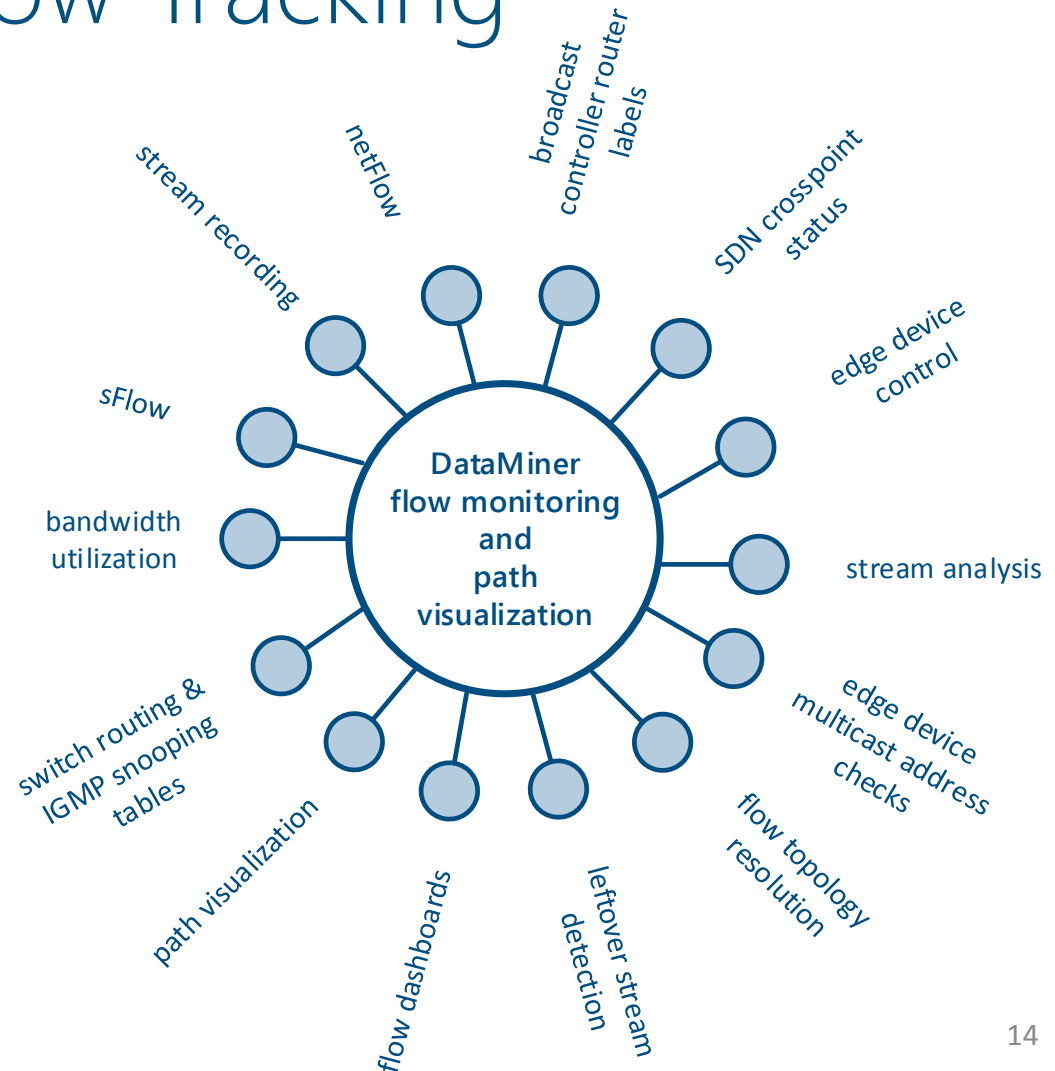 ow Tracking
broadcast
controller router
labels
SDN crosspoint
status
edge device
control
stream analysis
edge device
multicast address
checks
flow topology
resolution
leftover stream
detection
flow dashboards
path visualization
switch routing &
IGMP snooping
tables
bandwidth
utilization
sFlow
stream recording
netFlow
DataMiner
flow monitoring
and
path
visualization
14